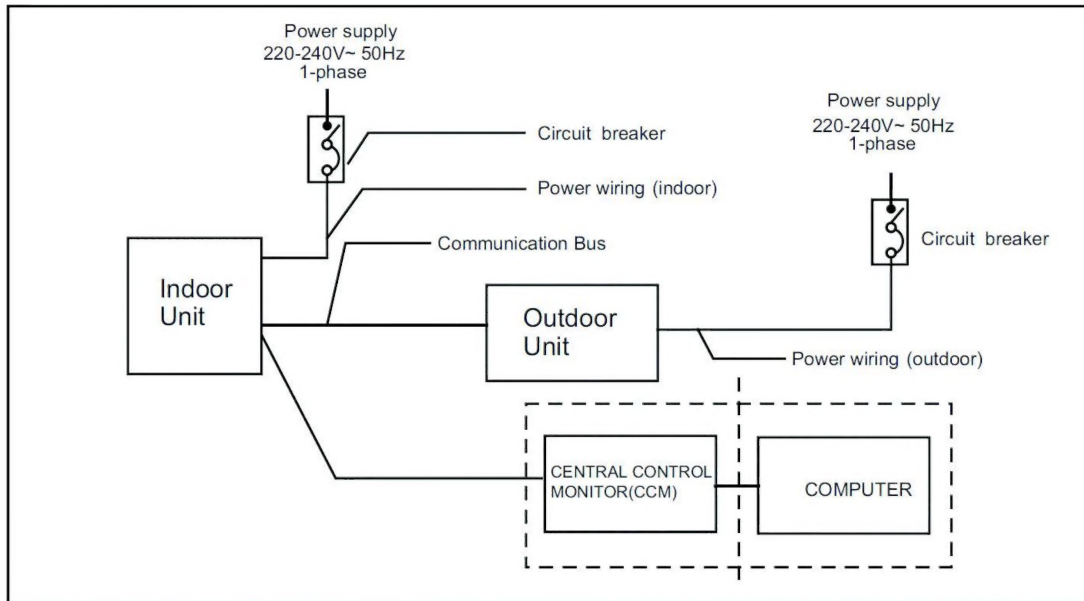 Power supply
220-240V~ 50Hz
1-phase
Circuit breaker
Power wiring (indoor)
Communication Bus
Indoor
Unit
Outdoor
Unit
Power supply
220-240V~ 50Hz
1-phase
Circuit breaker
Power wiring (outdoor)
CENTRAL CONTROL
MONITOR(CCM)
COMPUTER